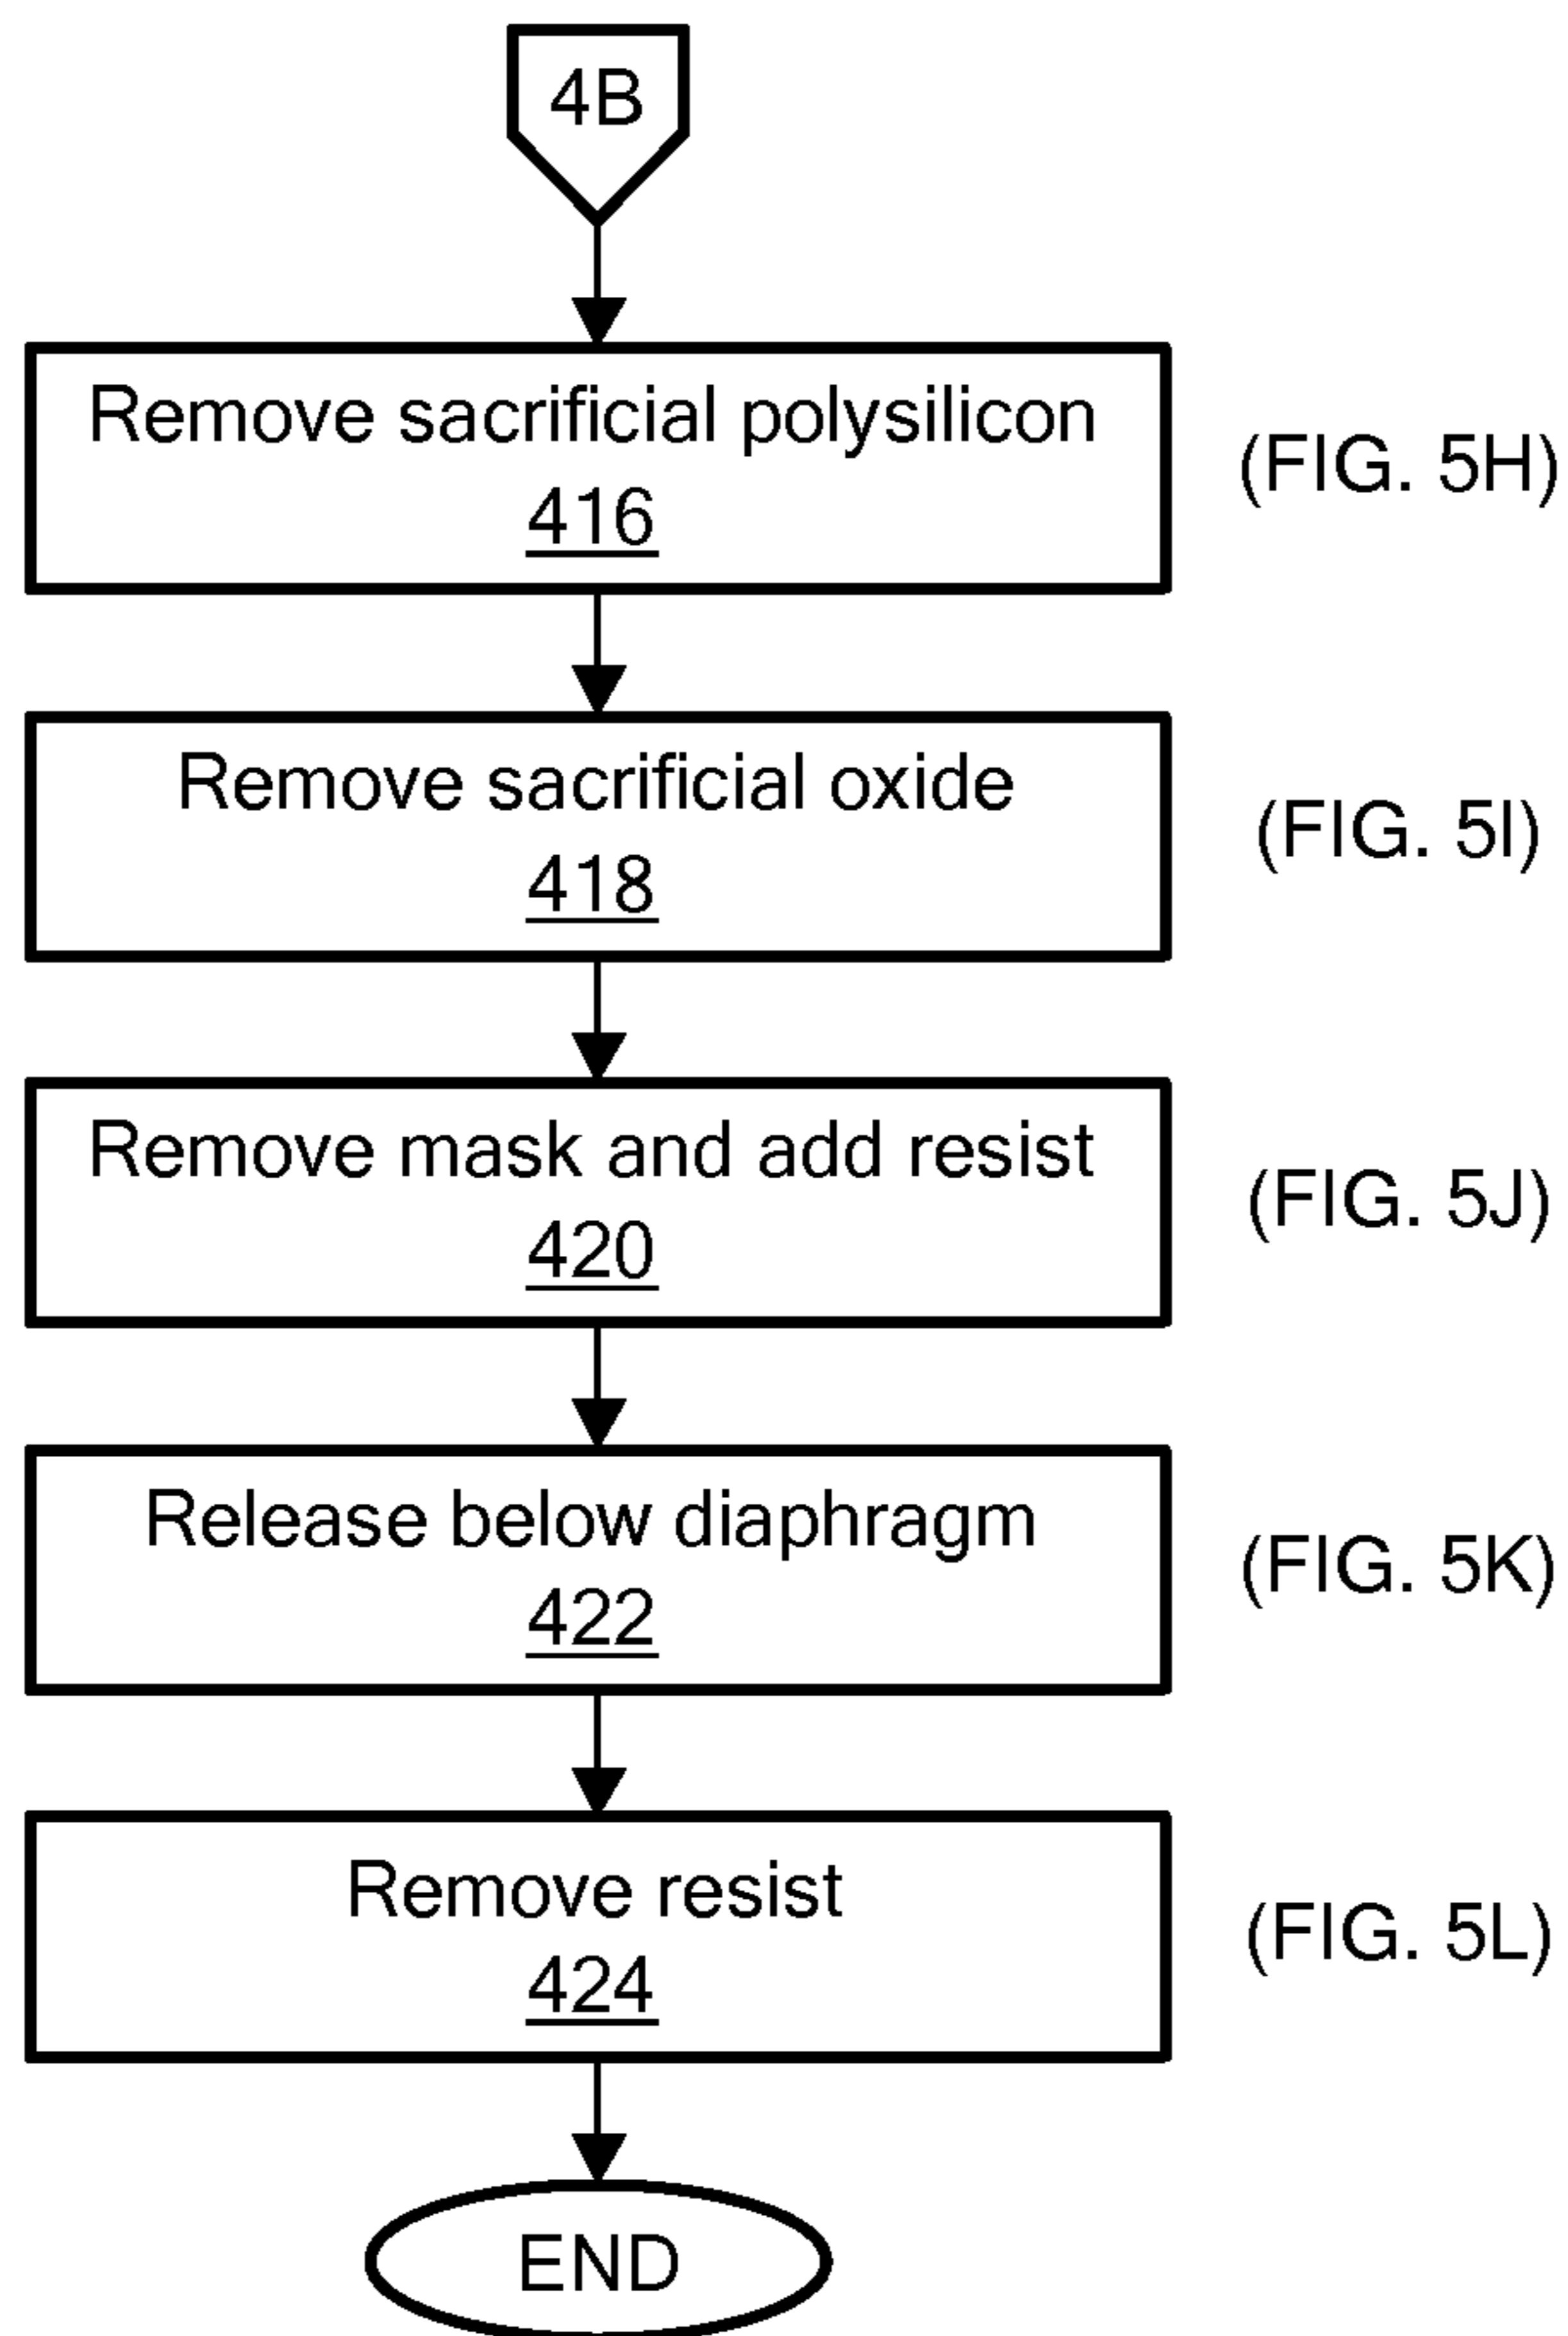 4B
Remove sacrificial polysilicon
416
(FIG. 5H)
Remove sacrificial oxide
418
(FIG. 5I)
Remove mask and add resist
420
(FIG. 5J)
Release below diaphragm
422
(FIG. 5K)
Remove resist
424
(FIG. 5L)
END